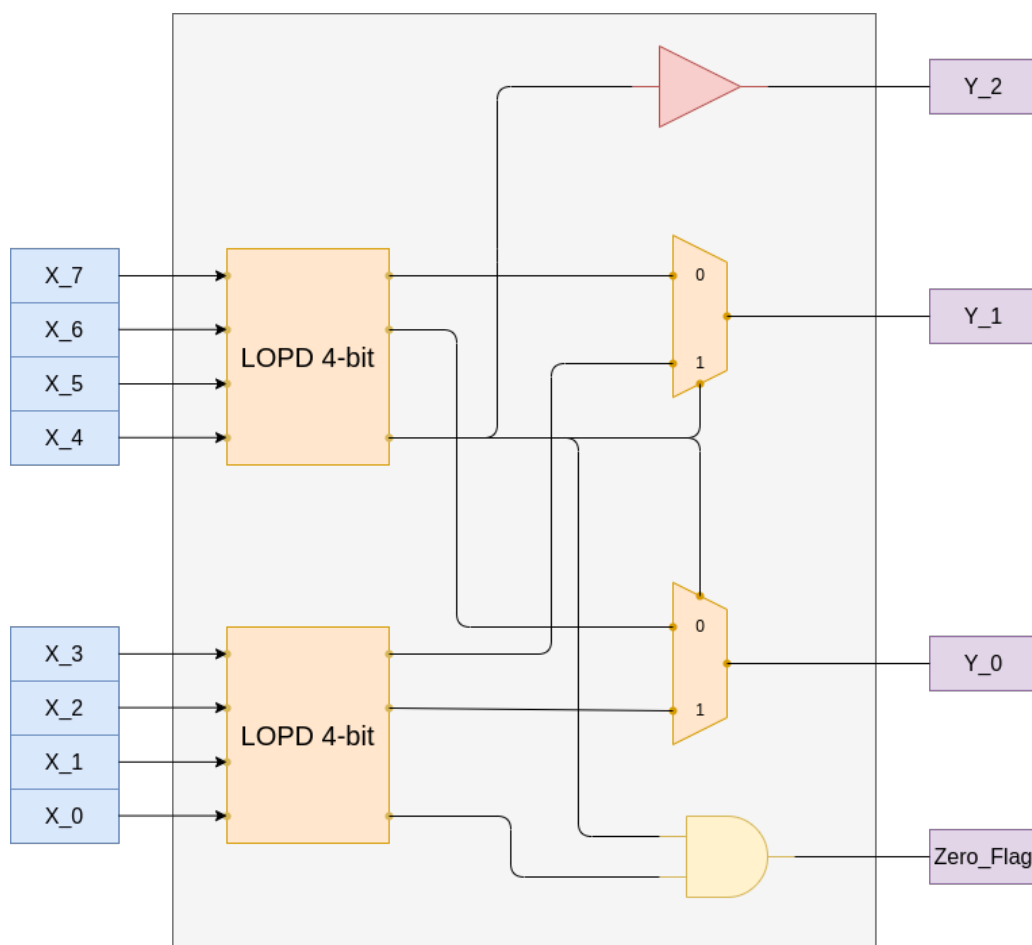 Y_2
X_7
X_6
X_5
X_4
LOPD 4-bit
0
1
Y_1
X_3
X_2
X_1
X_0
LOPD 4-bit
0
1
Y_0
Zero_Flag